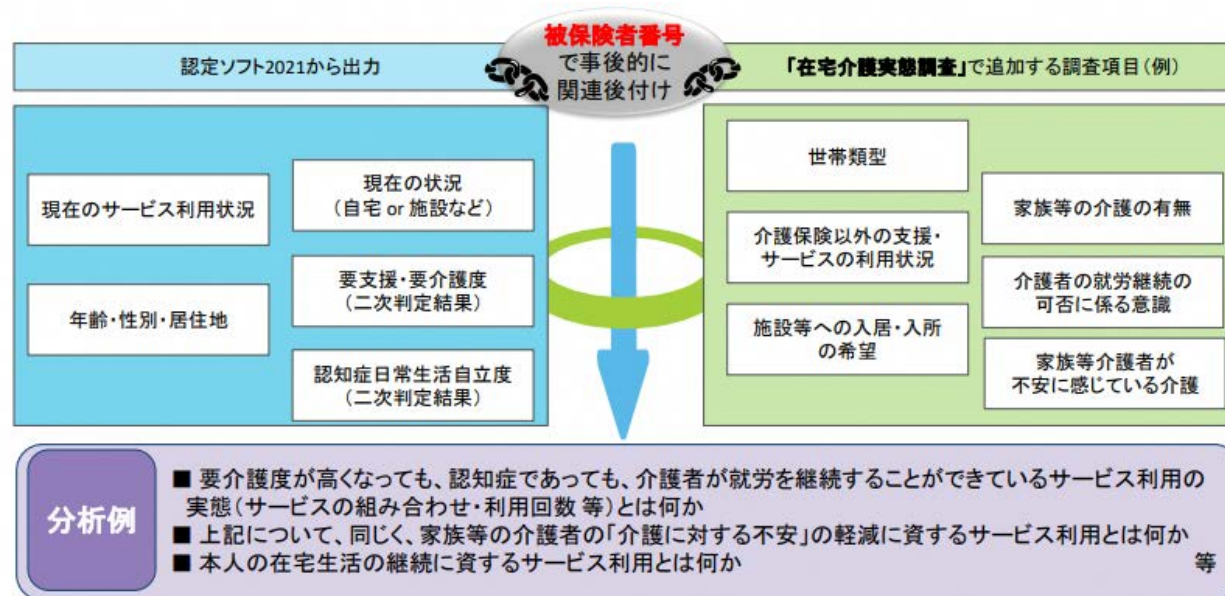 被保険者番号
で事後的に
関連後付け
認定ソフト2021から出力
「在宅介護実態調査」で追加する調査項目(例)
現在のサービス利用状況
年齢・性別・居住地
現在の状況
(自宅 or 施設など)
要支援・要介護度
(二次判定結果)
認知症日常生活自立度
(二次判定結果)
世帯類型
介護保険以外の支援・
サービスの利用状況
施設等への入居・入所
の希望
家族等の介護の有無
介護者の就労継続の
可否に係る意識
家族等介護者が
不安に感じている介護
分析例
■ 要介護度が高くなっても、認知症であっても、介護者が就労を継続することができているサービス利用の
実態(サービスの組み合わせ・利用回数 等)とは何か
■ 上記について、同じく、家族等の介護者の「介護に対する不安」の軽減に資するサービス利用とは何か
■ 本人の在宅生活の継続に資するサービス利用とは何か 等